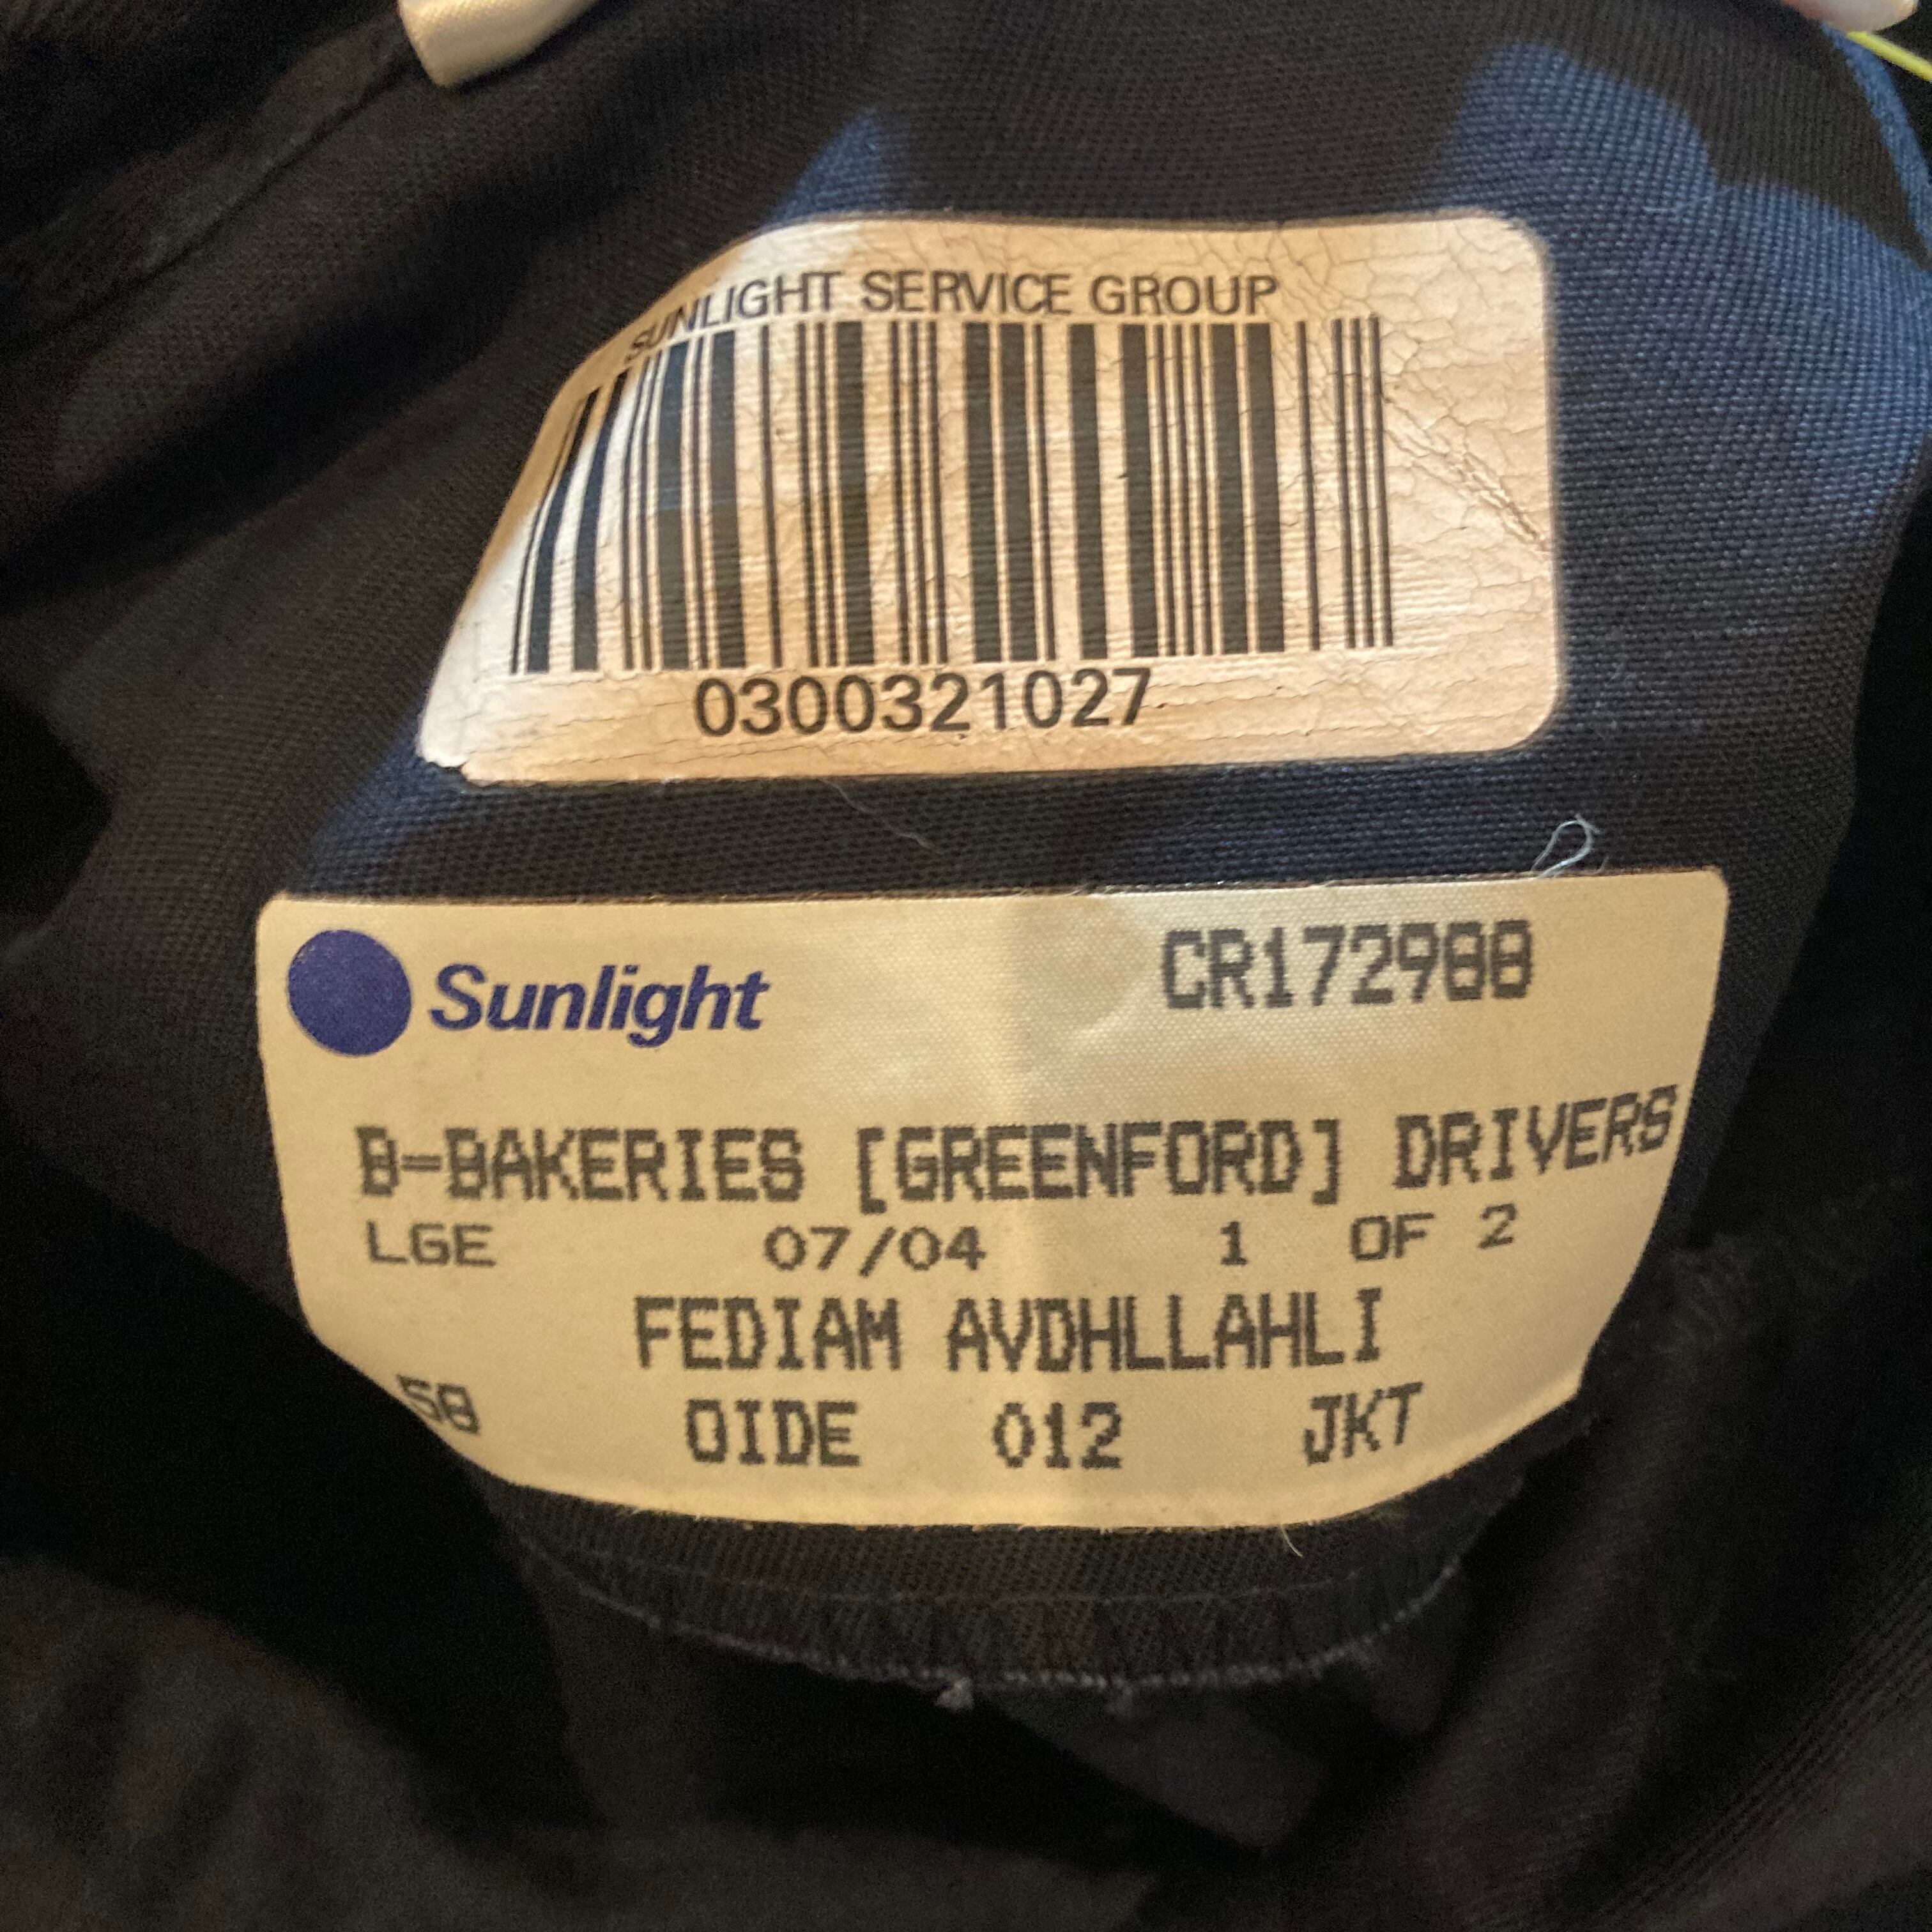 SUNLIGHT SERVICE GROUP
0300321027
Sunlight CR172988
B-BAKERIES [GREENFORD] DRIVERS
LGE 07/04 1 OF 2
FEDIAM AVDHLLAHLI
58 OIDE 012 JKT